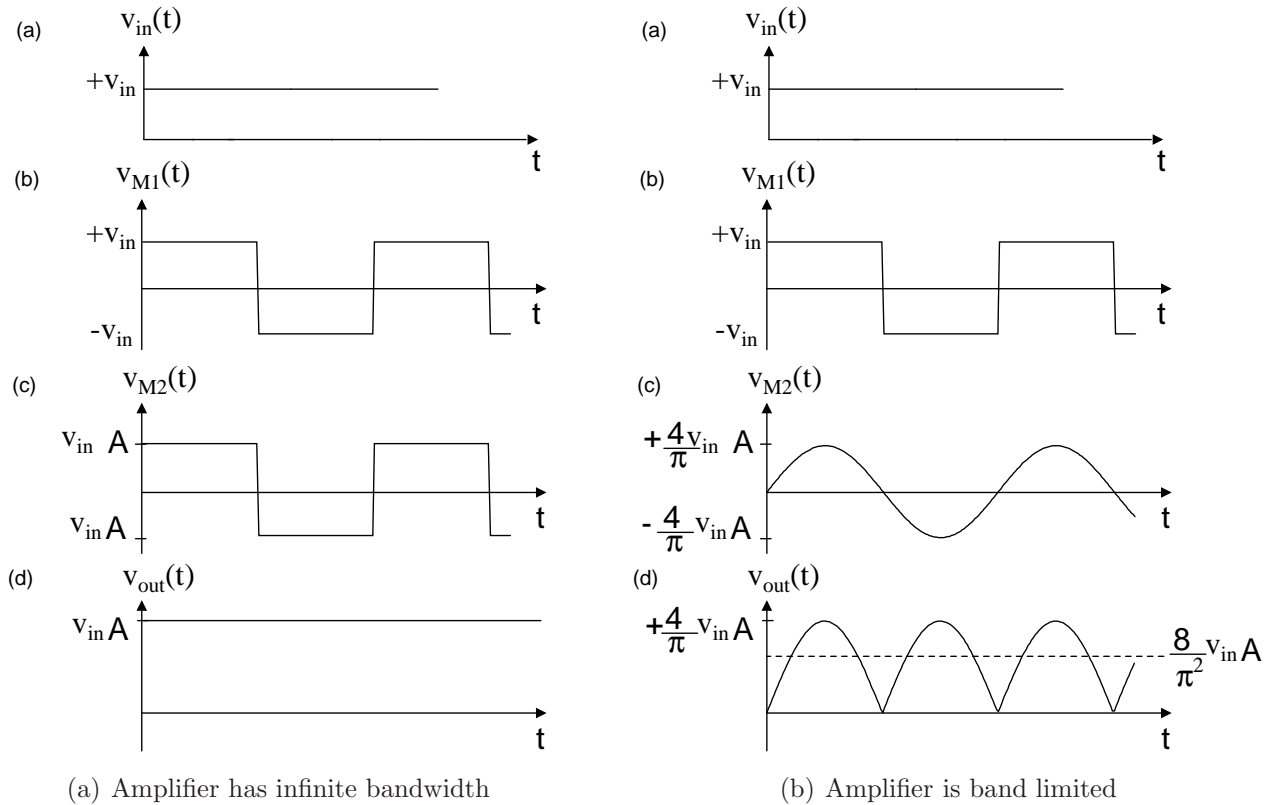 (a)
v_in(t)
+v_in
t
(b)
v_M1(t)
+v_in
-v_in
t
(c)
v_M2(t)
v_in A
v_in A
t
(d)
v_out(t)
v_in A
t
(a) Amplifier has infinite bandwidth
(a)
v_in(t)
+v_in
t
(b)
v_M1(t)
+v_in
-v_in
t
(c)
v_M2(t)
+4/π v_in A
-4/π v_in A
t
(d)
v_out(t)
+4/π v_in A
8/π² v_in A
t
(b) Amplifier is band limited